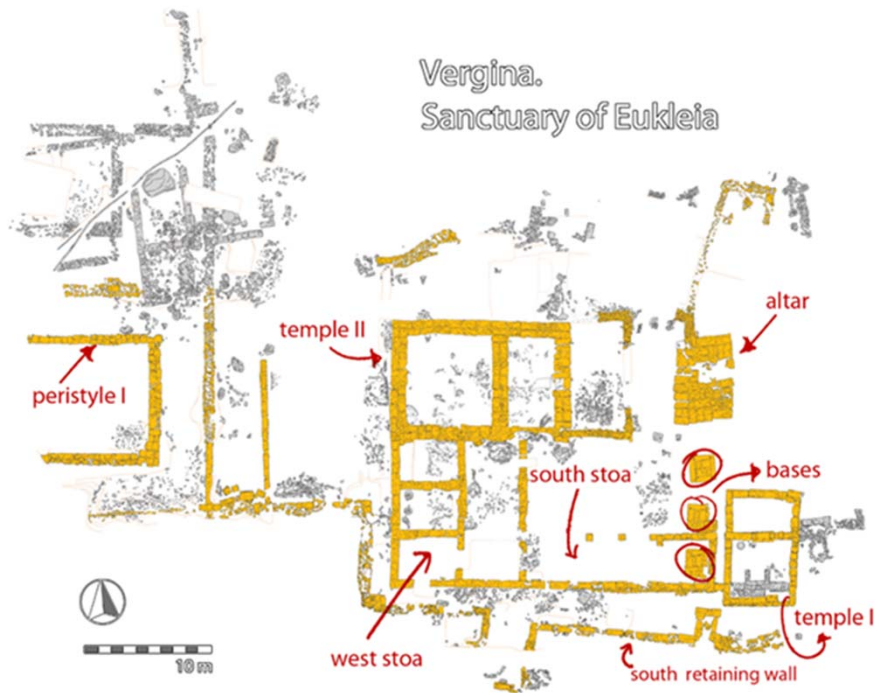 Vergina.
Sanctuary of Eukleia
altar
temple II
peristyle I
south stoa
bases
temple I
west stoa
south retaining wall
10 m